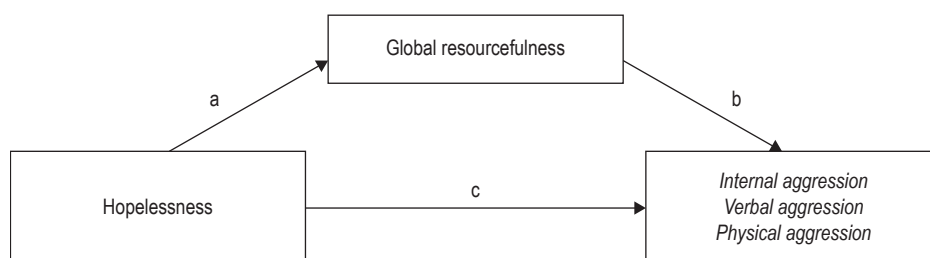 Global resourcefulness
a
b
Hopelessness
c
Internal aggression
Verbal aggression
Physical aggression